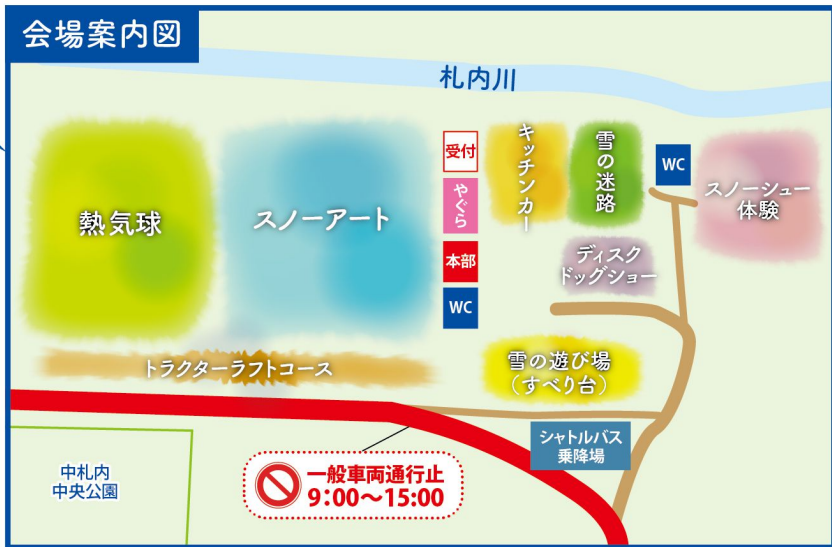 会場案内図
札内川
熱気球
スノーアート
受付
やぐら
本部
WC
キッチンカー
雪の迷路
WC
スノーシュー
体験
ディスク
ドッグショー
トラクターラフトコース
雪の遊び場
（すべり台）
シャトルバス
乗降場
一般車両通行止
9:00〜15:00
中札内
中央公園